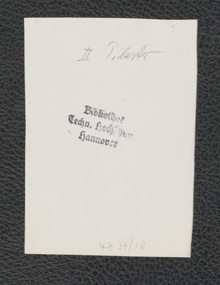 II Pilaster
Bibliothek
Techn. Hochschule
Hannover